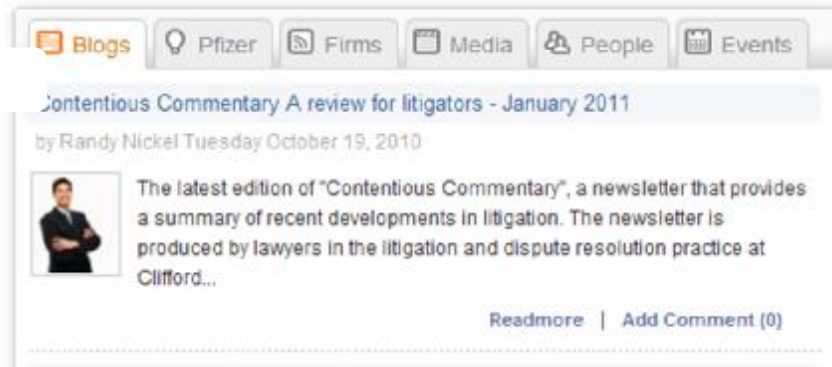 Blogs Pfizer Firms Media People Events
Contentious Commentary A review for litigators - January 2011
by Randy Nickel Tuesday October 19, 2010
The latest edition of "Contentious Commentary", a newsletter that provides
a summary of recent developments in litigation. The newsletter is
produced by lawyers in the litigation and dispute resolution practice at
Clifford...
Readmore | Add Comment (0)